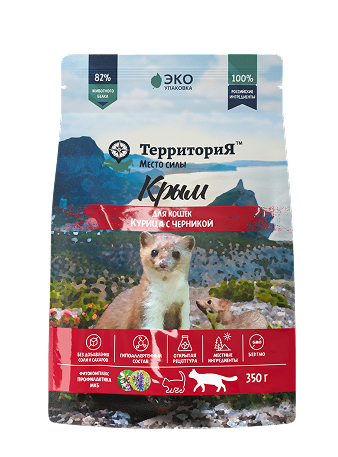 82%
ЖИВОТНОГО
БЕЛКА
ЭКО
УПАКОВКА
100%
РОССИЙСКИЕ
ИНГРЕДИЕНТЫ
ТерриториЯ™
Место силы
Крым
ДЛЯ КОШЕК
КУРИЦА С ЧЕРНИКОЙ
БЕЗ ДОБАВЛЕНИЯ
СОЛИ И САХАРОВ
ГИПОАЛЛЕРГЕННЫЙ
СОСТАВ
ОТКРЫТАЯ
РЕЦЕПТУРА
МЕСТНЫЕ
ИНГРЕДИЕНТЫ
БЕЗ ГМО
ФИТОКОМПЛЕКС
ПРОФИЛАКТИКА
МКБ
350 г